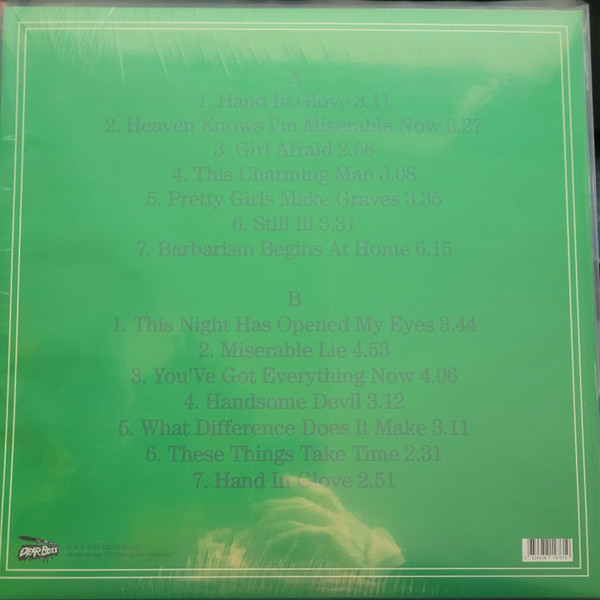 A
1. Hand In Glove 3.11
2. Heaven Knows I'm Miserable Now 3.27
3. Girl Afraid 2.56
4. This Charming Man 3.08
5. Pretty Girls Make Graves 3.35
6. Still Ill 3.31
7. Barbarism Begins At Home 6.15
B
1. This Night Has Opened My Eyes 3.44
2. Miserable Lie 4.53
3. You'Ve Got Everything Now 4.06
4. Handsome Devil 3.12
5. What Difference Does It Make 3.11
6. These Things Take Time 2.31
7. Hand In Glove 2.51
DEAR BOSS